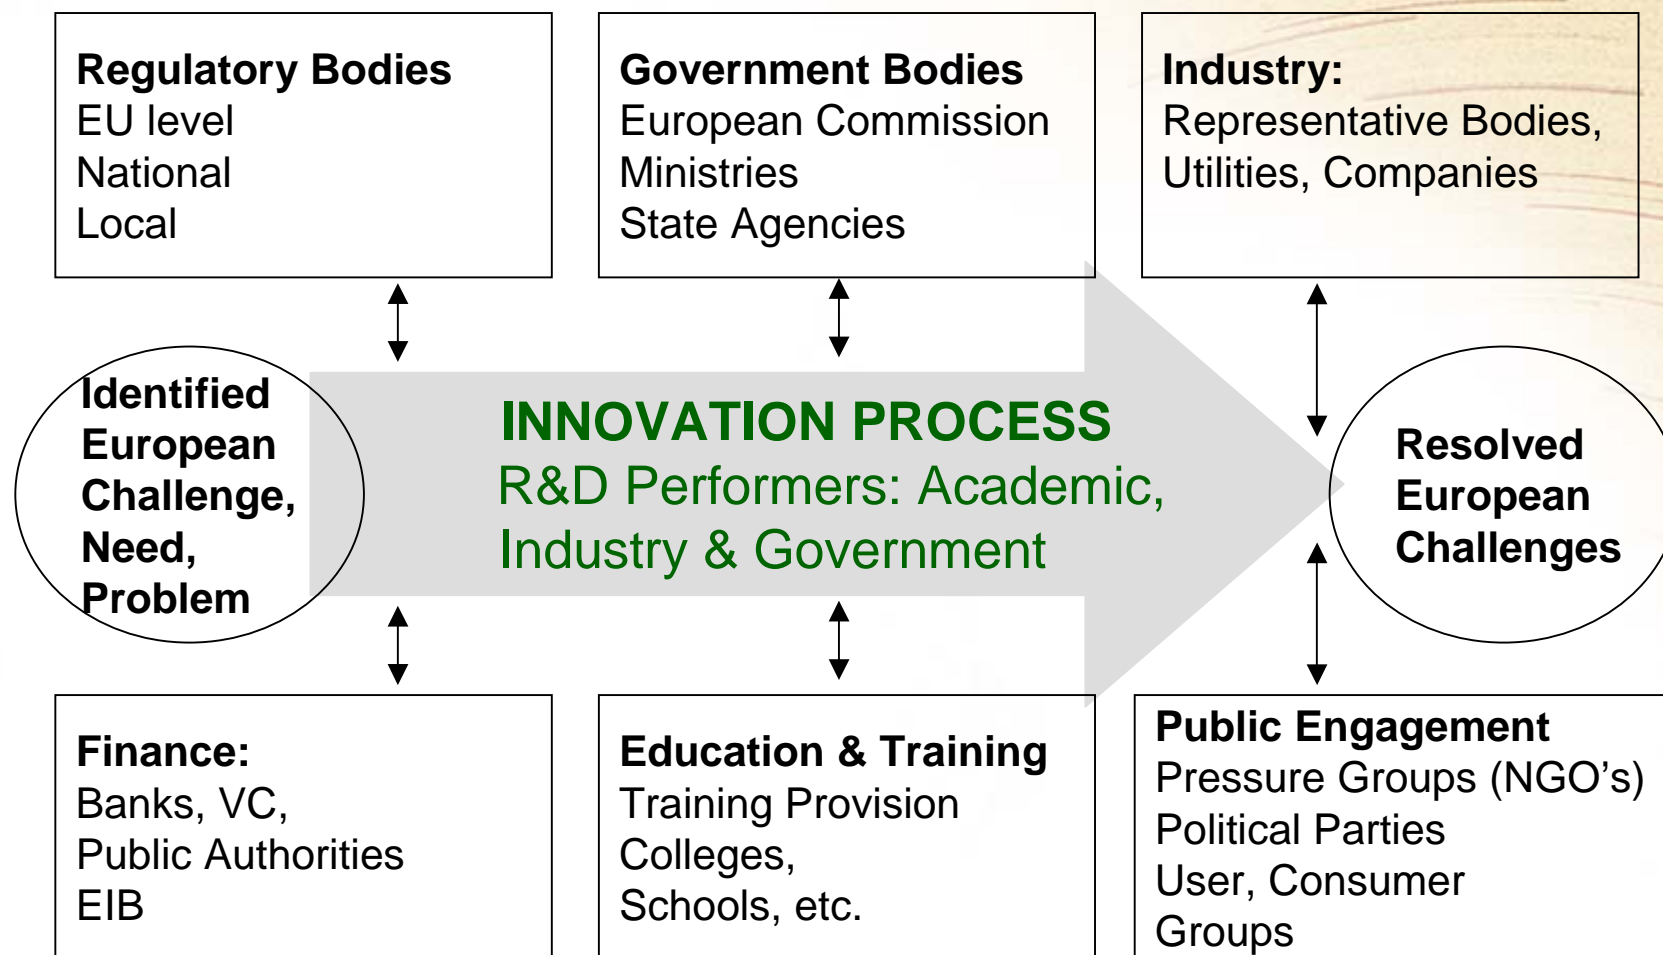 Regulatory Bodies
EU level
National
Local
Government Bodies
European Commission
Ministries
State Agencies
Industry:
Representative Bodies,
Utilities, Companies
Identified
European
Challenge,
Need,
Problem
INNOVATION PROCESS
R&D Performers: Academic,
Industry & Government
Resolved
European
Challenges
Finance:
Banks, VC,
Public Authorities
EIB
Education & Training
Training Provision
Colleges,
Schools, etc.
Public Engagement
Pressure Groups (NGO’s)
Political Parties
User, Consumer
Groups